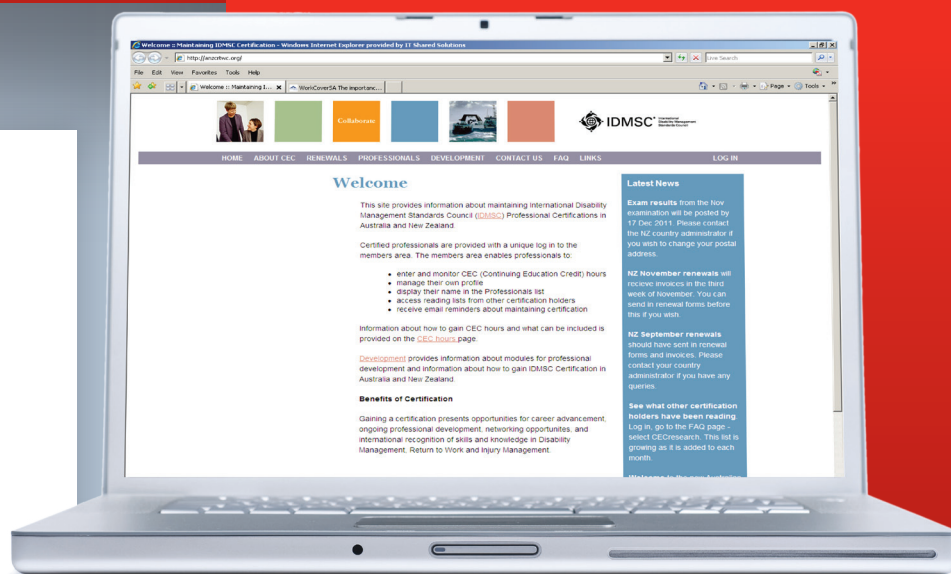 Welcome :: Maintaining IDMSC Certification - Windows Internet Explorer provided by IT Shared Solutions
http://anzcrtwc.org/
Live Search
File Edit View Favorites Tools Help
Welcome :: Maintaining I... WorkCoverSA The importanc...
Page Tools
Collaborate
IDMSC International Disability Management Standards Council
HOME ABOUT CEC RENEWALS PROFESSIONALS DEVELOPMENT CONTACT US FAQ LINKS LOG IN
Welcome
This site provides information about maintaining International Disability
Management Standards Council (IDMSC) Professional Certifications in
Australia and New Zealand.
Certified professionals are provided with a unique log in to the
members area. The members area enables professionals to:
• enter and monitor CEC (Continuing Education Credit) hours
• manage their own profile
• display their name in the Professionals list
• access reading lists from other certification holders
• receive email reminders about maintaining certification
Information about how to gain CEC hours and what can be included is
provided on the CEC hours page.
Development provides information about modules for professional
development and information about how to gain IDMSC Certification in
Australia and New Zealand.
Benefits of Certification
Gaining a certification presents opportunities for career advancement,
ongoing professional development, networking opportunites, and
international recognition of skills and knowledge in Disability
Management, Return to Work and Injury Management.
Latest News
Exam results from the Nov
examination will be posted by
17 Dec 2011. Please contact
the NZ country administrator if
you wish to change your postal
address.
NZ November renewals will
recieve invoices in the third
week of November. You can
send in renewal forms before
this if you wish.
NZ September renewals
should have sent in renewal
forms and invoices. Please
contact your country
administrator if you have any
queries.
See what other certification
holders have been reading.
Log in, go to the FAQ page -
select CECresearch. This list is
growing as it is added to each
month.